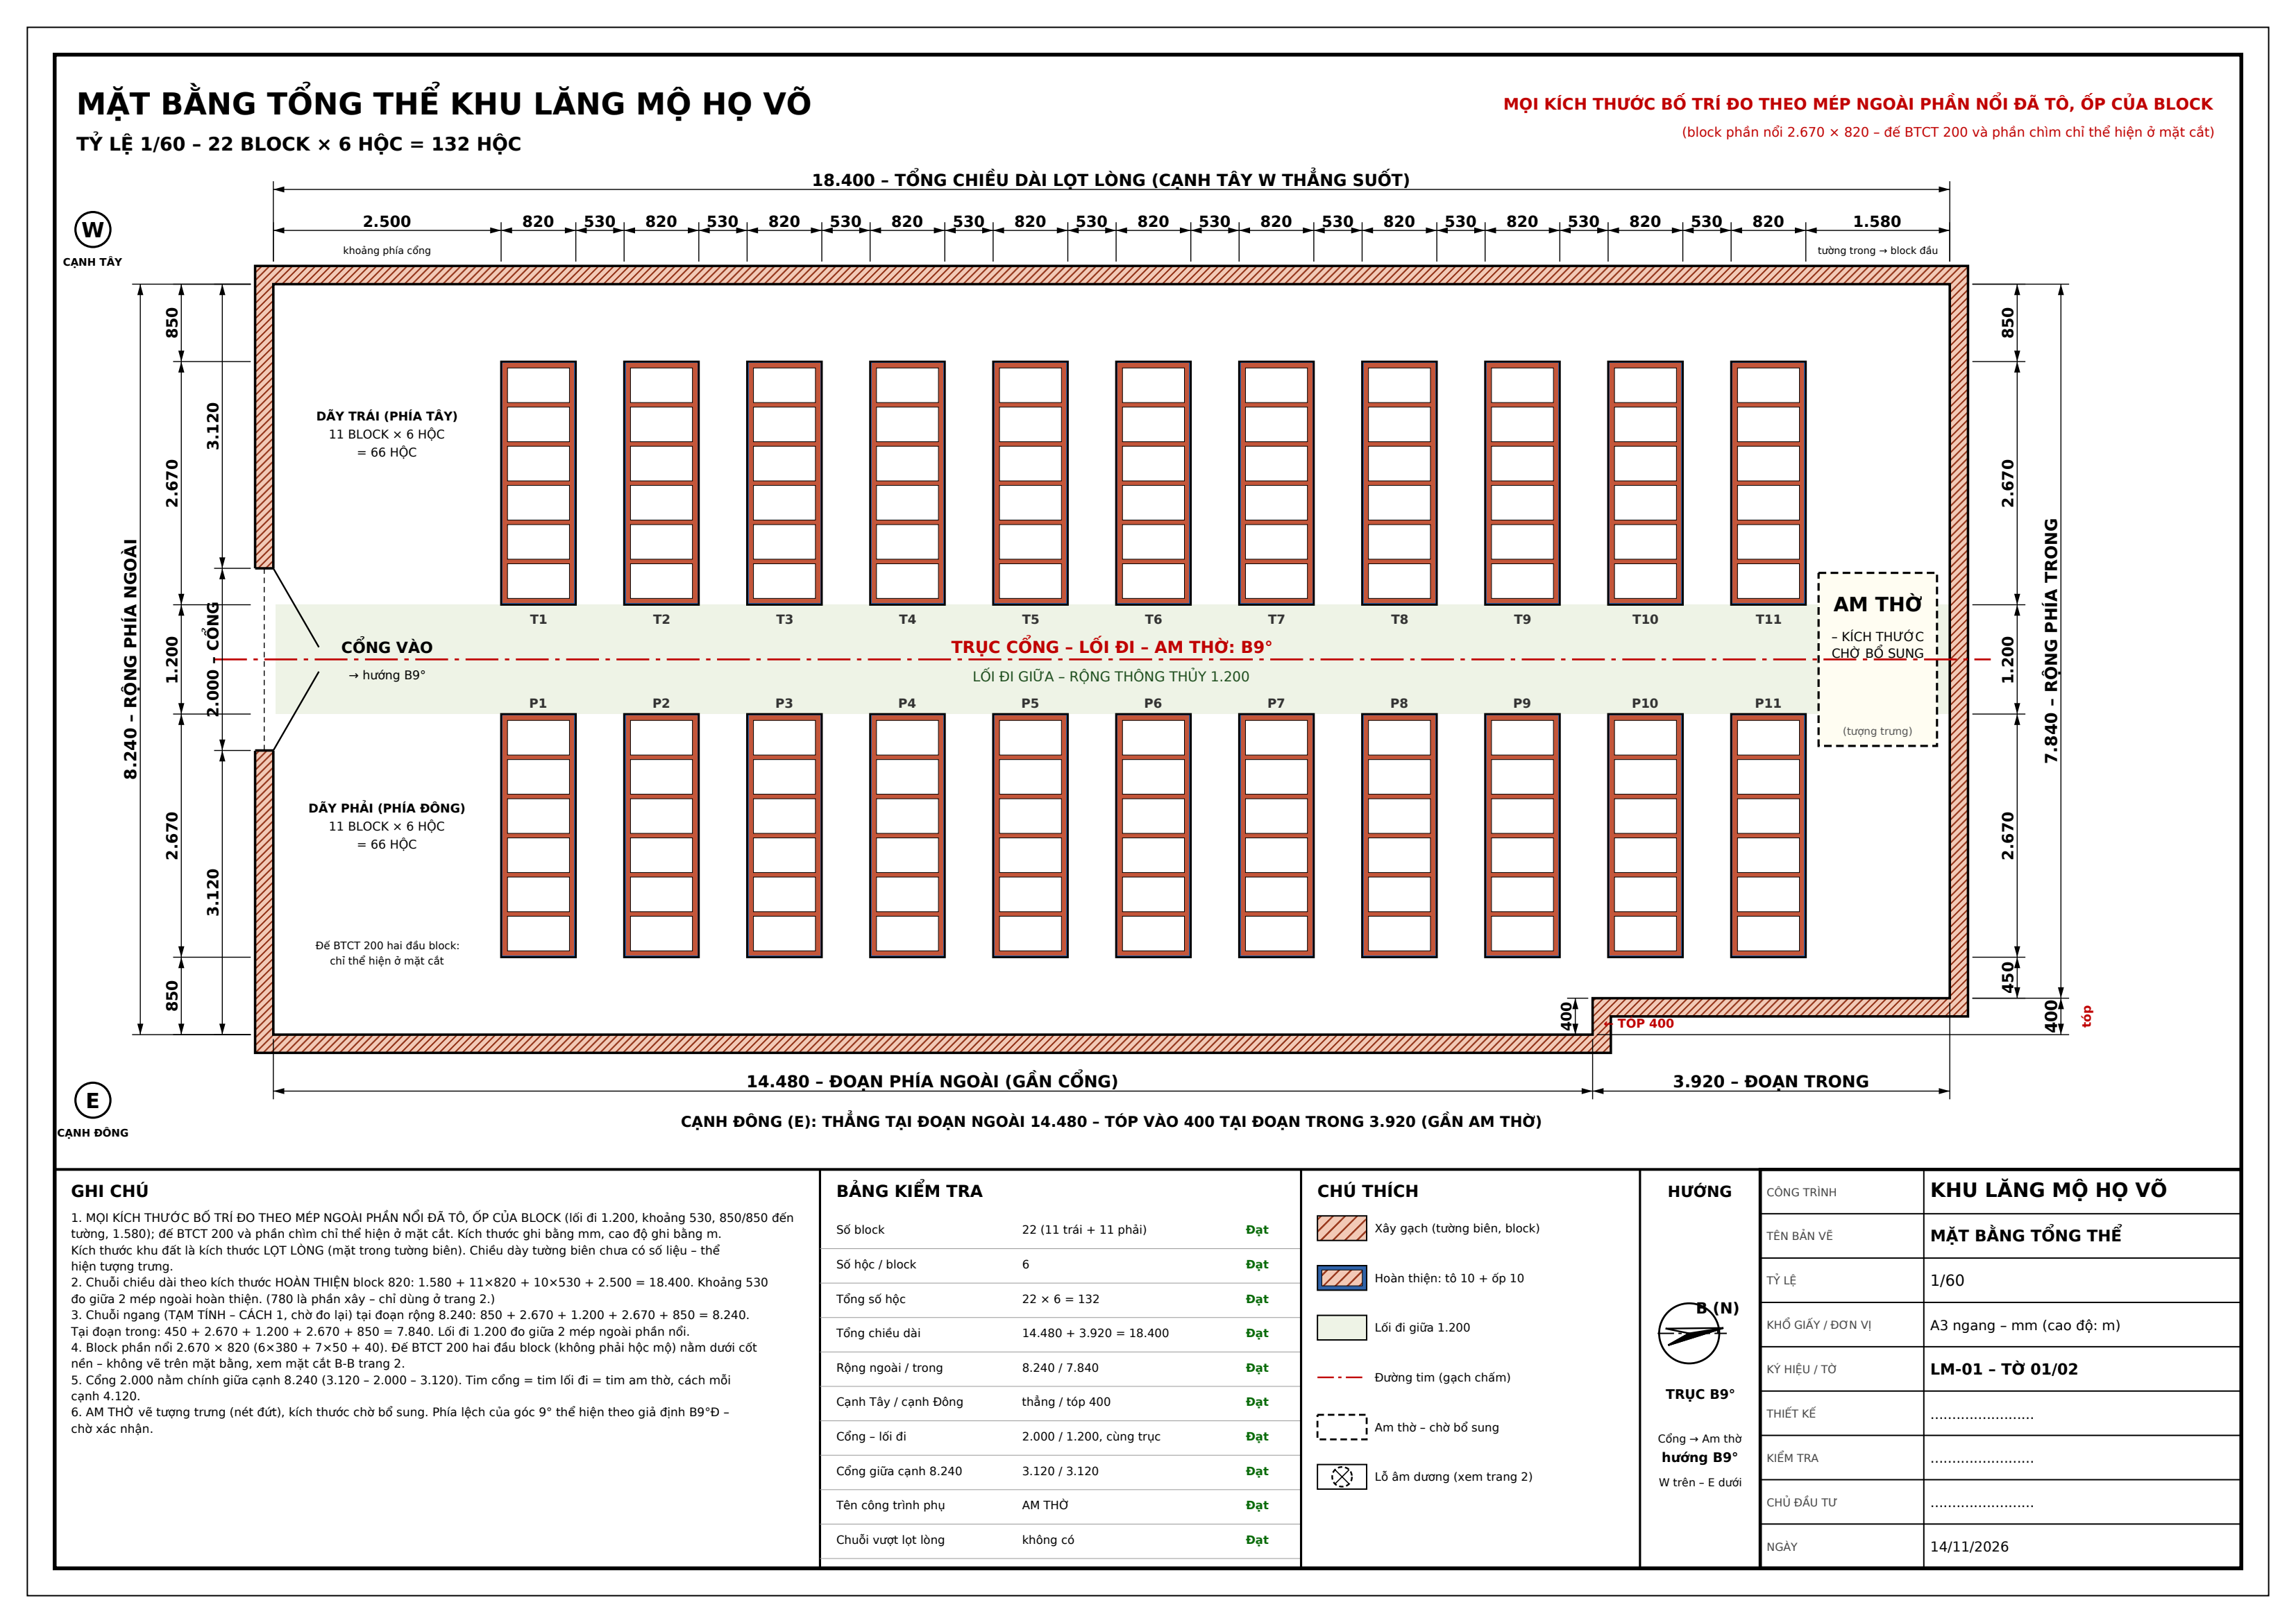 MẶT BẰNG TỔNG THỂ KHU LĂNG MỘ HỌ VÕ
TỶ LỆ 1/60 – 22 BLOCK × 6 HỘC = 132 HỘC
MỌI KÍCH THƯỚC BỐ TRÍ ĐO THEO MÉP NGOÀI PHẦN NỔI ĐÃ TÔ, ỐP CỦA BLOCK
(block phần nổi 2.670 × 820 – đế BTCT 200 và phần chìm chỉ thể hiện ở mặt cắt)
18.400 – TỔNG CHIỀU DÀI LỌT LÒNG (CẠNH TÂY W THẲNG SUỐT)
W
CẠNH TÂY
2.500 820 530 820 530 820 530 820 530 820 530 820 530 820 530 820 530 820 530 820 530 820 1.580
khoảng phía cổng
tường trong → block đầu
850
2.670
1.200
2.670
850
3.120
2.000 – CỔNG
3.120
8.240 – RỘNG PHÍA NGOÀI
DÃY TRÁI (PHÍA TÂY)
11 BLOCK × 6 HỘC
= 66 HỘC
T1 T2 T3 T4 T5 T6 T7 T8 T9 T10 T11
CỔNG VÀO
→ hướng B9°
TRỤC CỔNG – LỐI ĐI – AM THỜ: B9°
LỐI ĐI GIỮA – RỘNG THÔNG THỦY 1.200
AM THỜ
– KÍCH THƯỚC
CHỜ BỔ SUNG
(tượng trưng)
P1 P2 P3 P4 P5 P6 P7 P8 P9 P10 P11
DÃY PHẢI (PHÍA ĐÔNG)
11 BLOCK × 6 HỘC
= 66 HỘC
Đế BTCT 200 hai đầu block:
chỉ thể hiện ở mặt cắt
850
2.670
1.200
2.670
450
400
7.840 – RỘNG PHÍA TRONG
tóp
400
← TÓP 400
14.480 – ĐOẠN PHÍA NGOÀI (GẦN CỔNG)
3.920 – ĐOẠN TRONG
E
CẠNH ĐÔNG
CẠNH ĐÔNG (E): THẲNG TẠI ĐOẠN NGOÀI 14.480 – TÓP VÀO 400 TẠI ĐOẠN TRONG 3.920 (GẦN AM THỜ)
GHI CHÚ
1. MỌI KÍCH THƯỚC BỐ TRÍ ĐO THEO MÉP NGOÀI PHẦN NỔI ĐÃ TÔ, ỐP CỦA BLOCK (lối đi 1.200, khoảng 530, 850/850 đến
tường, 1.580); đế BTCT 200 và phần chìm chỉ thể hiện ở mặt cắt. Kích thước ghi bằng mm, cao độ ghi bằng m.
Kích thước khu đất là kích thước LỌT LÒNG (mặt trong tường biên). Chiều dày tường biên chưa có số liệu – thể
hiện tượng trưng.
2. Chuỗi chiều dài theo kích thước HOÀN THIỆN block 820: 1.580 + 11×820 + 10×530 + 2.500 = 18.400. Khoảng 530
đo giữa 2 mép ngoài hoàn thiện. (780 là phần xây – chỉ dùng ở trang 2.)
3. Chuỗi ngang (TẠM TÍNH – CÁCH 1, chờ đo lại) tại đoạn rộng 8.240: 850 + 2.670 + 1.200 + 2.670 + 850 = 8.240.
Tại đoạn trong: 450 + 2.670 + 1.200 + 2.670 + 850 = 7.840. Lối đi 1.200 đo giữa 2 mép ngoài phần nổi.
4. Block phần nổi 2.670 × 820 (6×380 + 7×50 + 40). Đế BTCT 200 hai đầu block (không phải hộc mộ) nằm dưới cốt
nền – không vẽ trên mặt bằng, xem mặt cắt B-B trang 2.
5. Cổng 2.000 nằm chính giữa cạnh 8.240 (3.120 – 2.000 – 3.120). Tim cổng = tim lối đi = tim am thờ, cách mỗi
cạnh 4.120.
6. AM THỜ vẽ tượng trưng (nét đứt), kích thước chờ bổ sung. Phía lệch của góc 9° thể hiện theo giả định B9°Đ –
chờ xác nhận.
BẢNG KIỂM TRA
Số block 22 (11 trái + 11 phải) Đạt
Số hộc / block 6 Đạt
Tổng số hộc 22 × 6 = 132 Đạt
Tổng chiều dài 14.480 + 3.920 = 18.400 Đạt
Rộng ngoài / trong 8.240 / 7.840 Đạt
Cạnh Tây / cạnh Đông thẳng / tóp 400 Đạt
Cổng – lối đi 2.000 / 1.200, cùng trục Đạt
Cổng giữa cạnh 8.240 3.120 / 3.120 Đạt
Tên công trình phụ AM THỜ Đạt
Chuỗi vượt lọt lòng không có Đạt
CHÚ THÍCH
Xây gạch (tường biên, block)
Hoàn thiện: tô 10 + ốp 10
Lối đi giữa 1.200
Đường tim (gạch chấm)
Am thờ – chờ bổ sung
Lỗ âm dương (xem trang 2)
HƯỚNG
B (N)
TRỤC B9°
Cổng → Am thờ
hướng B9°
W trên – E dưới
CÔNG TRÌNH KHU LĂNG MỘ HỌ VÕ
TÊN BẢN VẼ MẶT BẰNG TỔNG THỂ
TỶ LỆ 1/60
KHỔ GIẤY / ĐƠN VỊ A3 ngang – mm (cao độ: m)
KÝ HIỆU / TỜ LM-01 – TỜ 01/02
THIẾT KẾ ........................
KIỂM TRA ........................
CHỦ ĐẦU TƯ ........................
NGÀY 14/11/2026